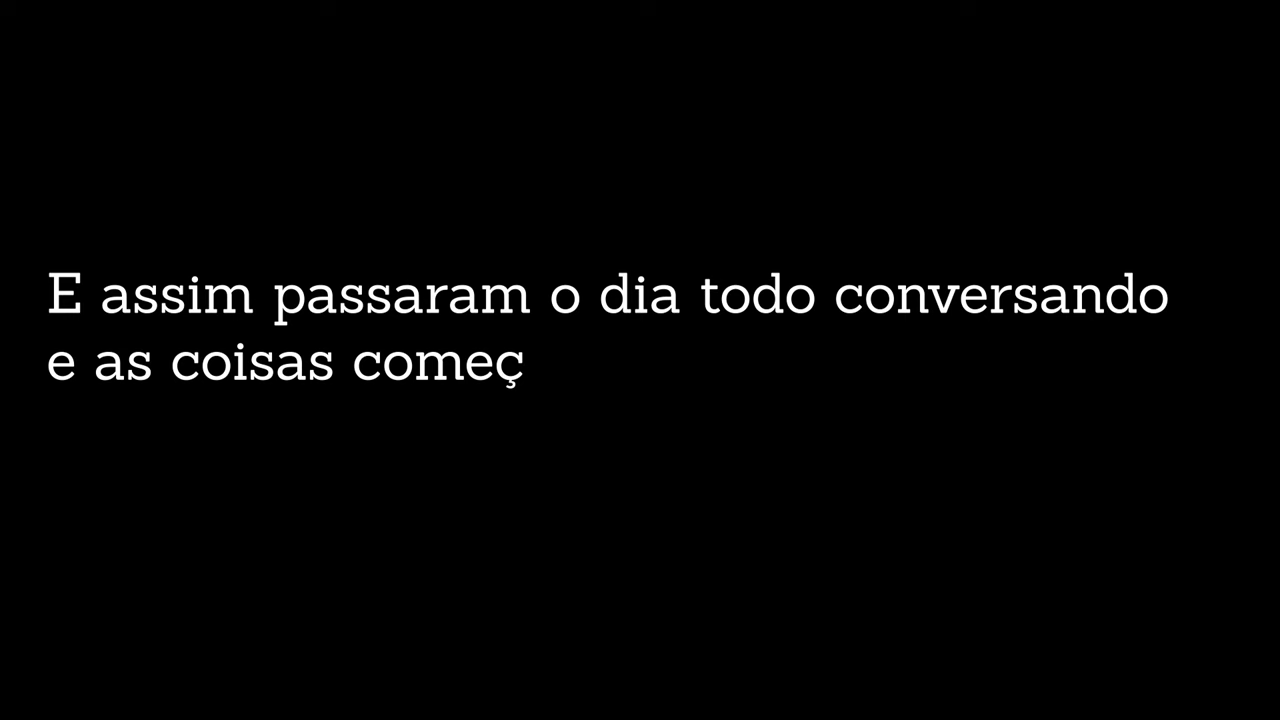 E assim passaram o dia todo conversando
e as coisas começ